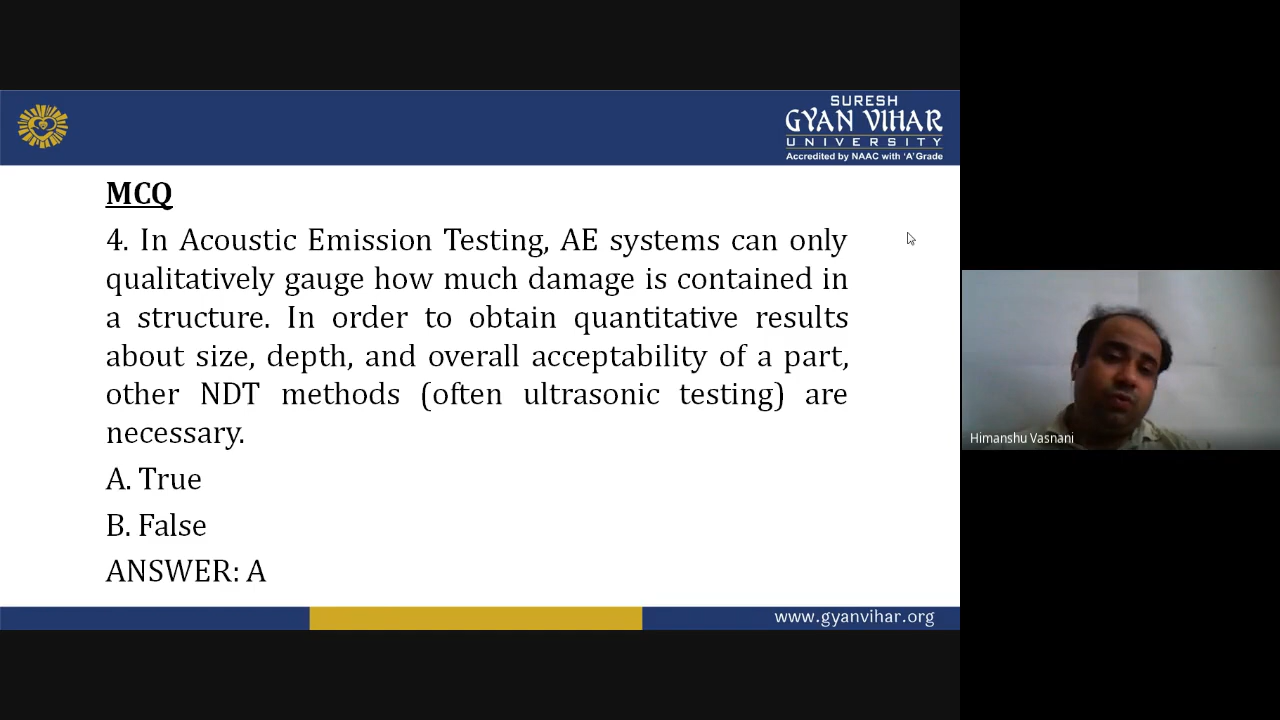 SURESH
GYAN VIHAR
UNIVERSITY
Accredited by NAAC with 'A' Grade
MCQ
4. In Acoustic Emission Testing, AE systems can only
qualitatively gauge how much damage is contained in
a structure. In order to obtain quantitative results
about size, depth, and overall acceptability of a part,
other NDT methods (often ultrasonic testing) are
necessary.
A. True
B. False
ANSWER: A
www.gyanvihar.org
Himanshu Vasnani